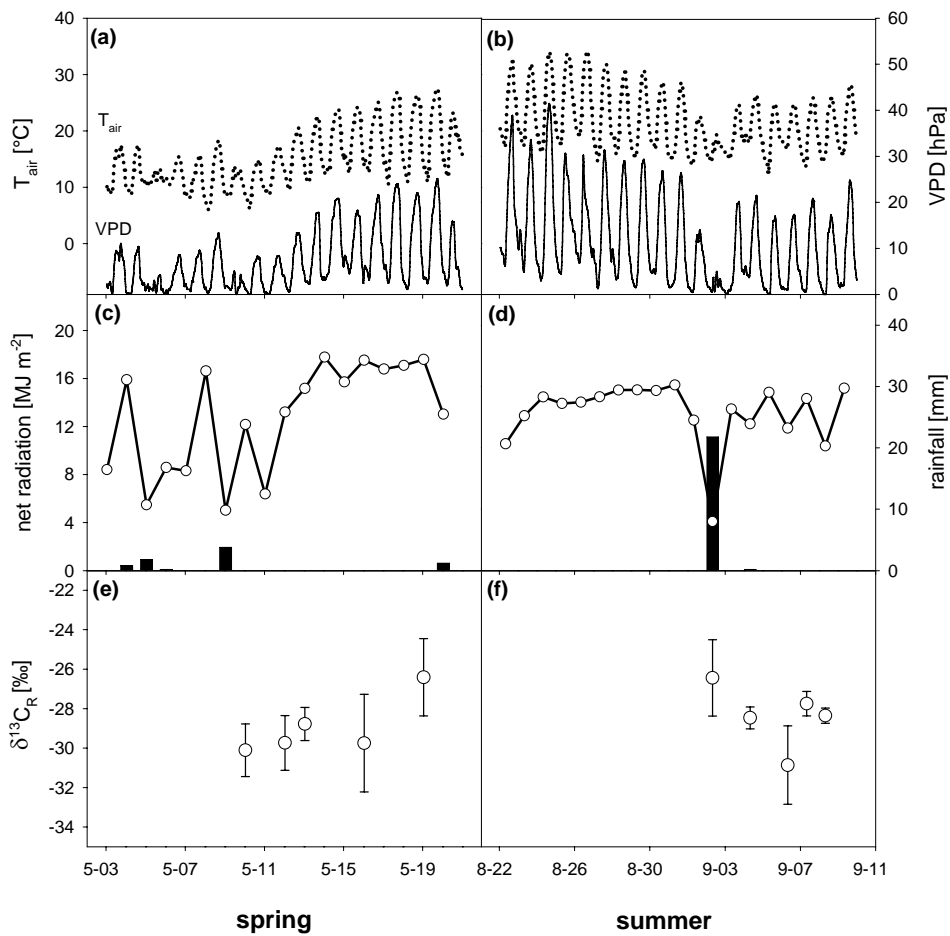 (a)
(b)
40
30
20
10
0
T_air [°C]
T_air
VPD
60
50
40
30
20
10
0
VPD [hPa]
(c)
(d)
20
16
12
8
4
0
net radiation [MJ m⁻²]
40
30
20
10
0
rainfall [mm]
(e)
(f)
-22
-24
-26
-28
-30
-32
-34
δ¹³C_R [‰]
5-03 5-07 5-11 5-15 5-19
8-22 8-26 8-30 9-03 9-07 9-11
spring
summer